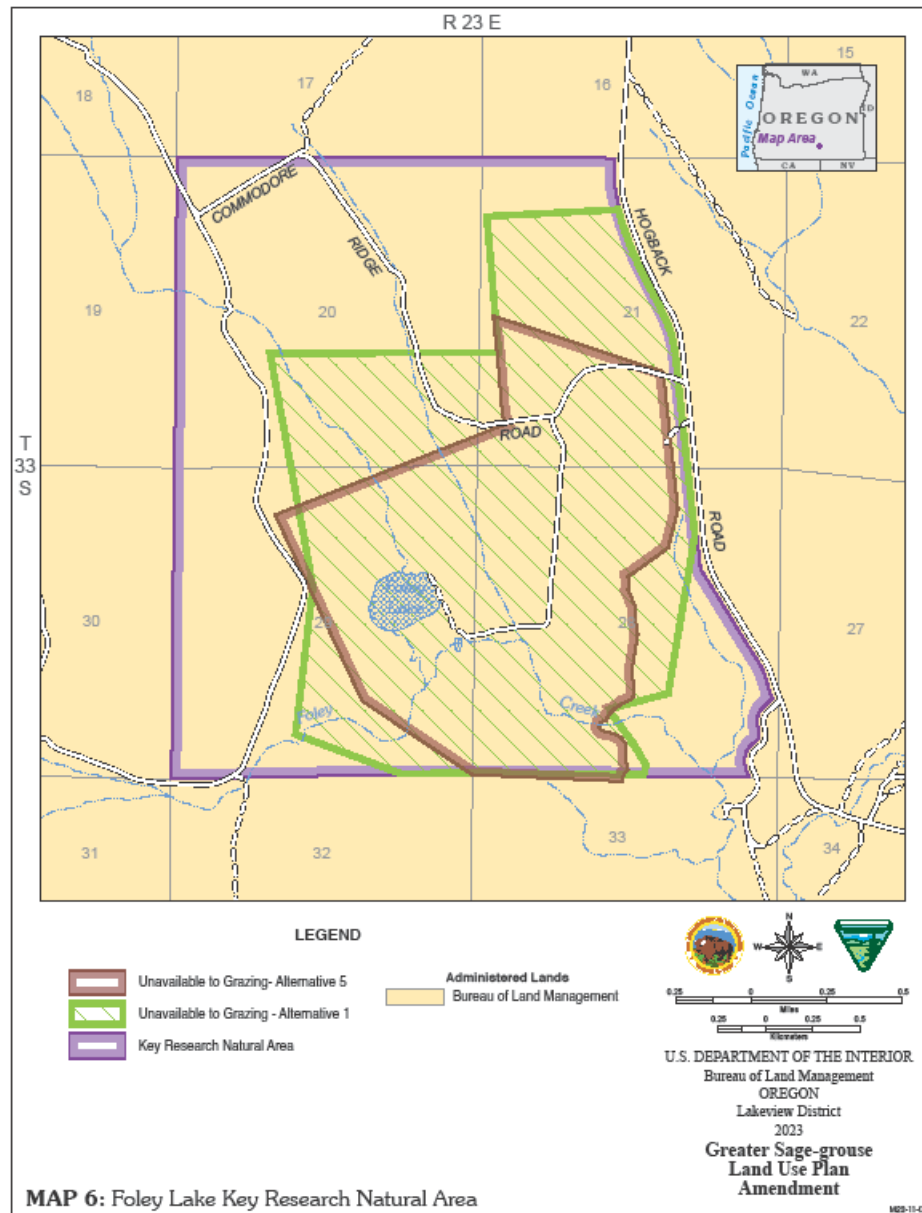 R 23 E
18
17
16
15
WA
Pacific Ocean
OREGON
ID
Map Area
CA
NV
COMMODORE
RIDGE
HOGBACK
19
20
21
22
T
33
S
ROAD
ROAD
30
Foley
Lake
29
28
27
Foley
Creek
31
32
33
34
LEGEND
Unavailable to Grazing- Alternative 5
Unavailable to Grazing - Alternative 1
Key Research Natural Area
Administered Lands
Bureau of Land Management
N
W
E
S
0.25 0 0.25 0.5
Miles
0.25 0 0.25 0.5
Kilometers
U.S. DEPARTMENT OF THE INTERIOR
Bureau of Land Management
OREGON
Lakeview District
2023
Greater Sage-grouse
Land Use Plan
Amendment
MAP 6: Foley Lake Key Research Natural Area